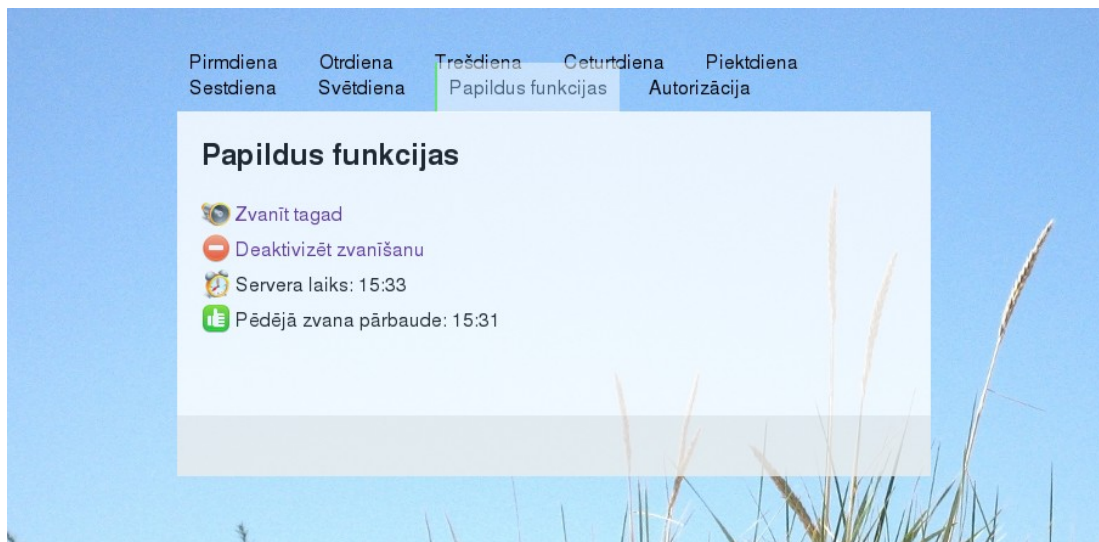 Pirmdiena Otrdiena Trešdiena Ceturtdiena Piektdiena
Sestdiena Svētdiena Papildus funkcijas Autorizācija
Papildus funkcijas
Zvanīt tagad
Deaktivizēt zvanīšanu
Servera laiks: 15:33
Pēdējā zvana pārbaude: 15:31